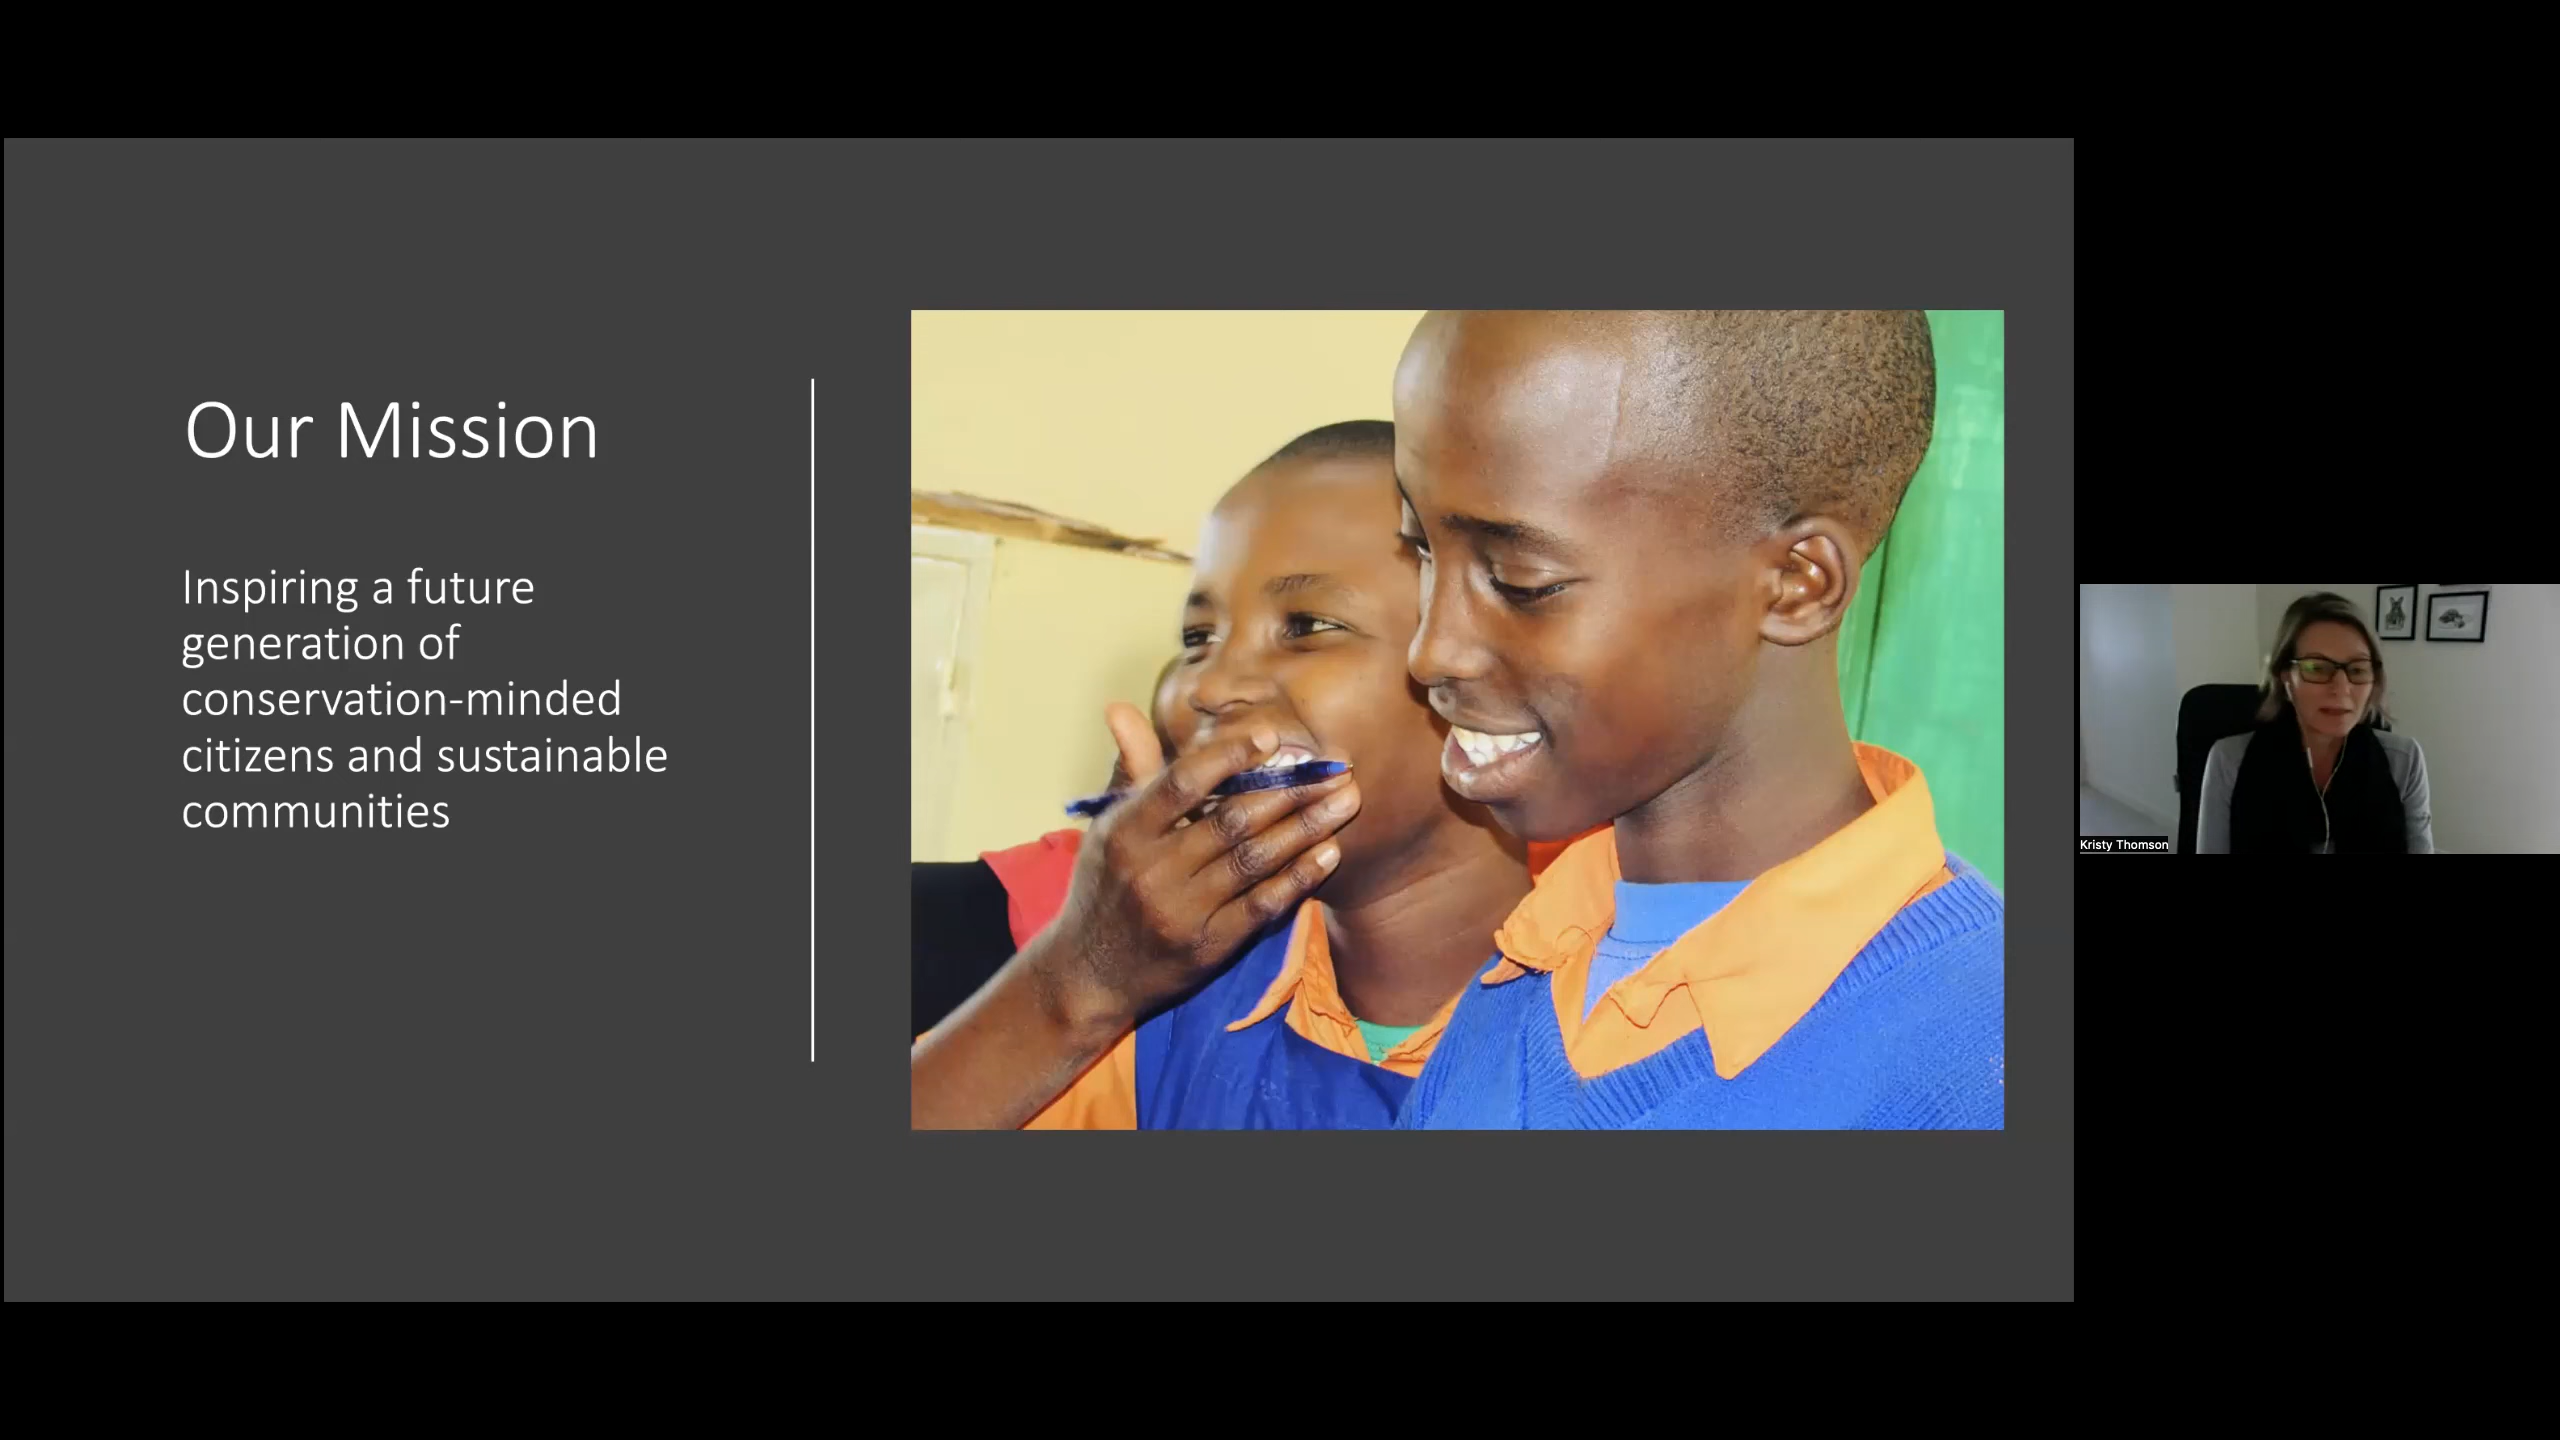 Our Mission
Inspiring a future
generation of
conservation-minded
citizens and sustainable
communities
Kristy Thomson